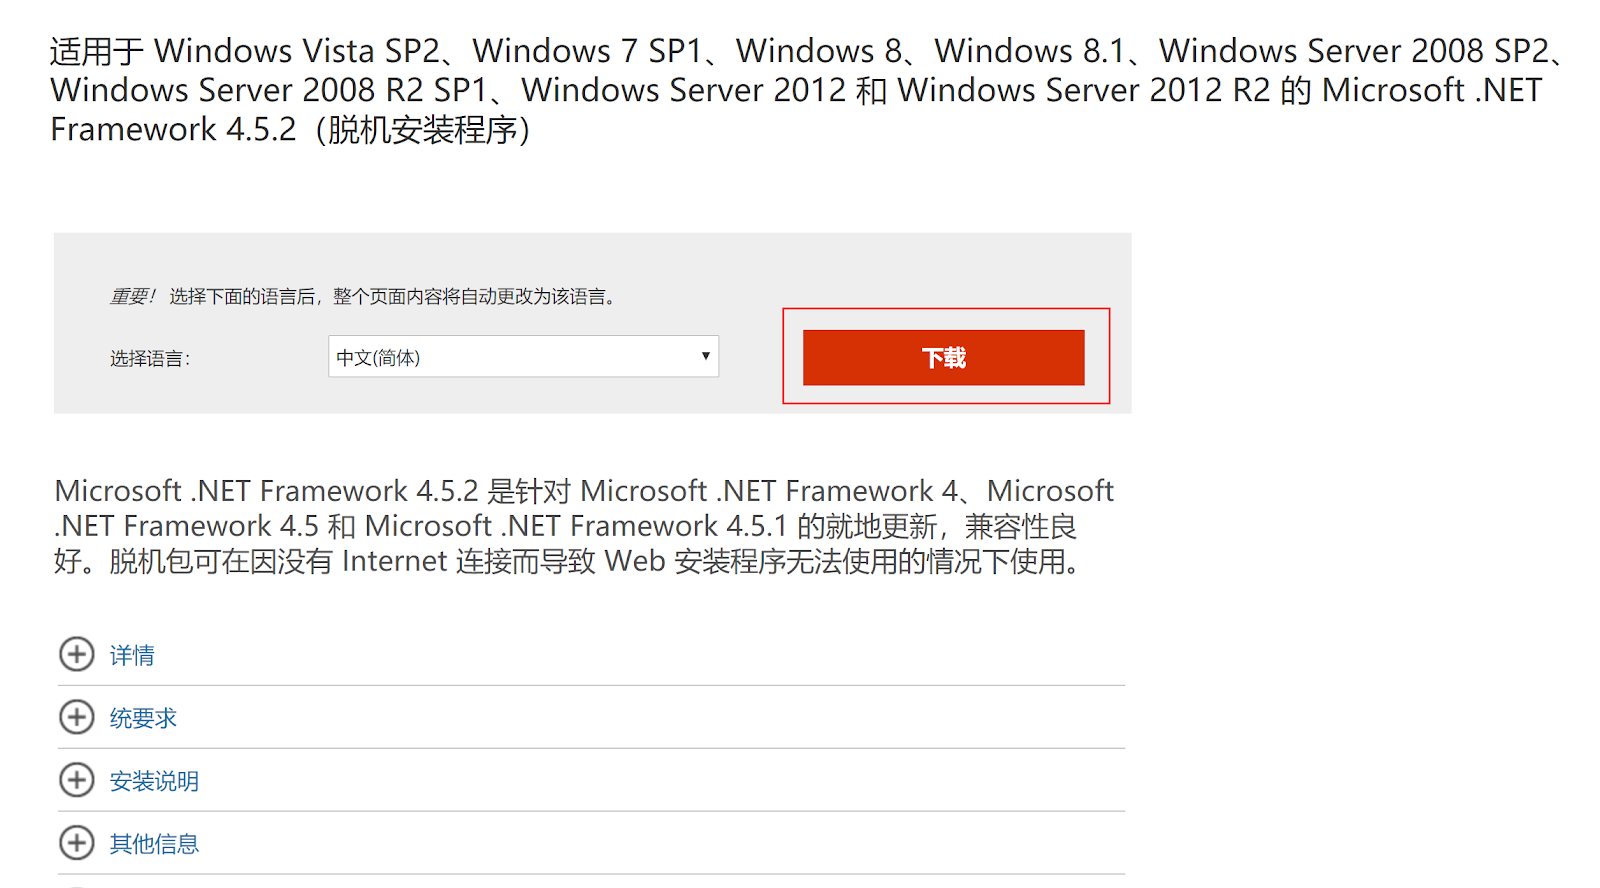 适用于 Windows Vista SP2、Windows 7 SP1、Windows 8、Windows 8.1、Windows Server 2008 SP2、
Windows Server 2008 R2 SP1、Windows Server 2012 和 Windows Server 2012 R2 的 Microsoft .NET
Framework 4.5.2（脱机安装程序）
重要！ 选择下面的语言后，整个页面内容将自动更改为该语言。
选择语言：
中文(简体)
下载
Microsoft .NET Framework 4.5.2 是针对 Microsoft .NET Framework 4、Microsoft
.NET Framework 4.5 和 Microsoft .NET Framework 4.5.1 的就地更新，兼容性良
好。脱机包可在因没有 Internet 连接而导致 Web 安装程序无法使用的情况下使用。
详情
统要求
安装说明
其他信息